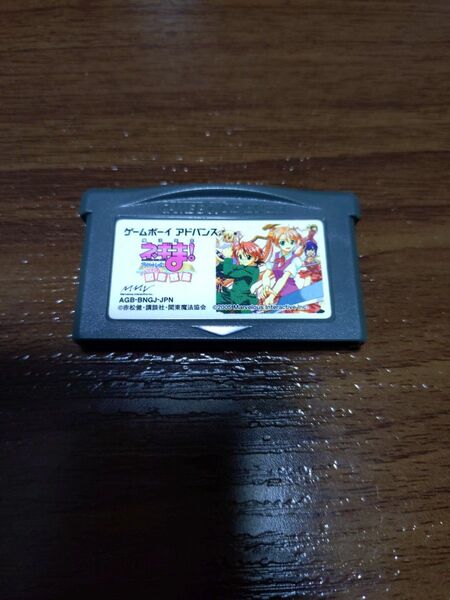 ゲームボーイ アドバンス
ネギま!
MMV
AGB-BNGJ-JPN
©赤松健・講談社・関東魔法協会
©2005 Marvelous Interactive Inc.